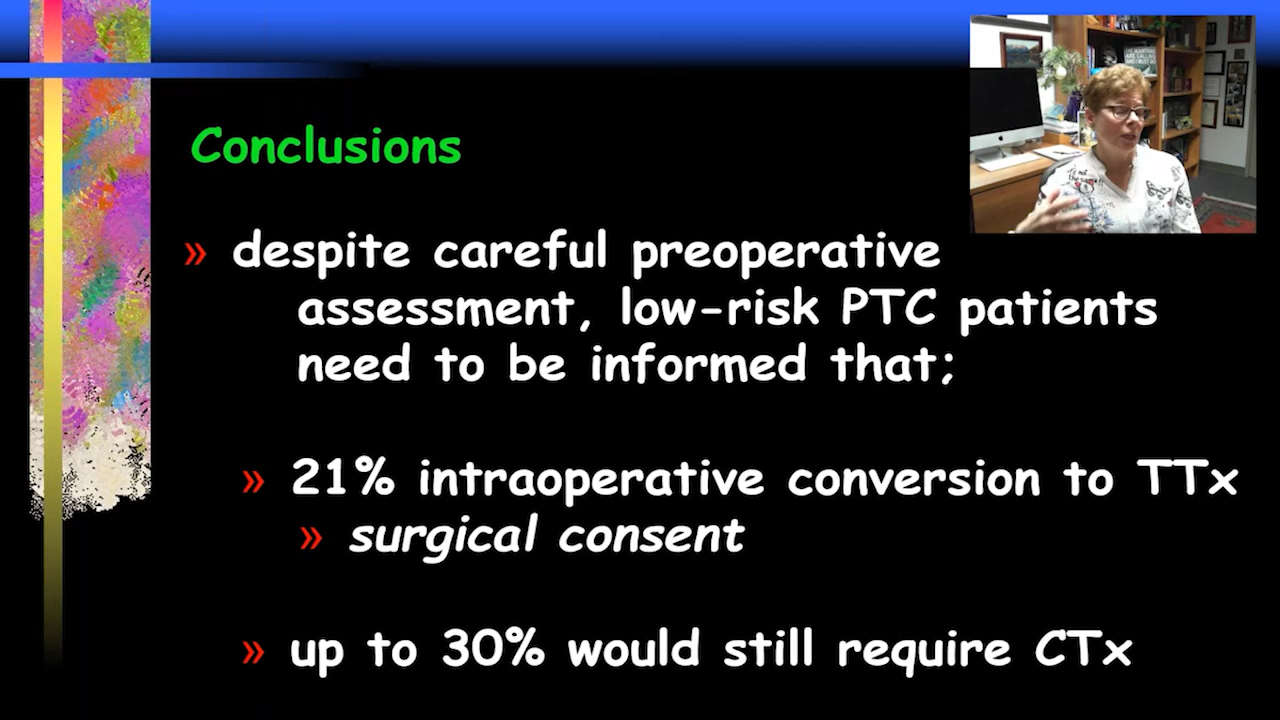 Conclusions
» despite careful preoperative
assessment, low-risk PTC patients
need to be informed that;
» 21% intraoperative conversion to TTx
» surgical consent
» up to 30% would still require CTx